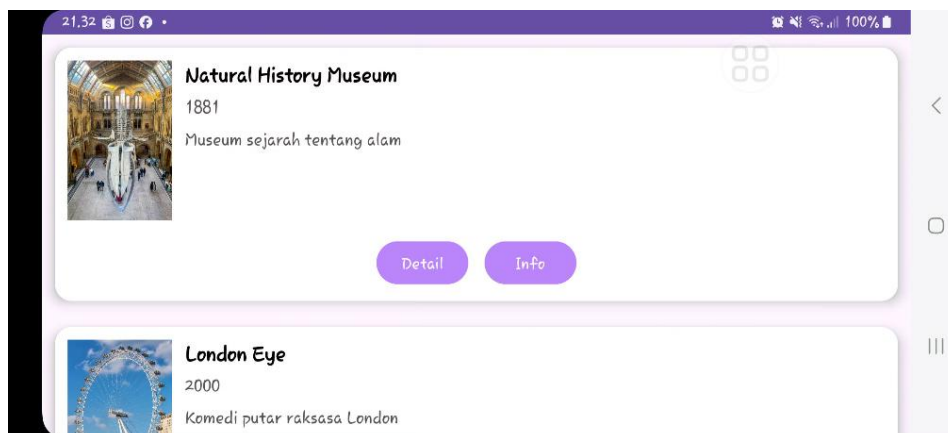 21.32
100%
Natural History Museum
1881
Museum sejarah tentang alam
Detail Info
London Eye
2000
Komedi putar raksasa London